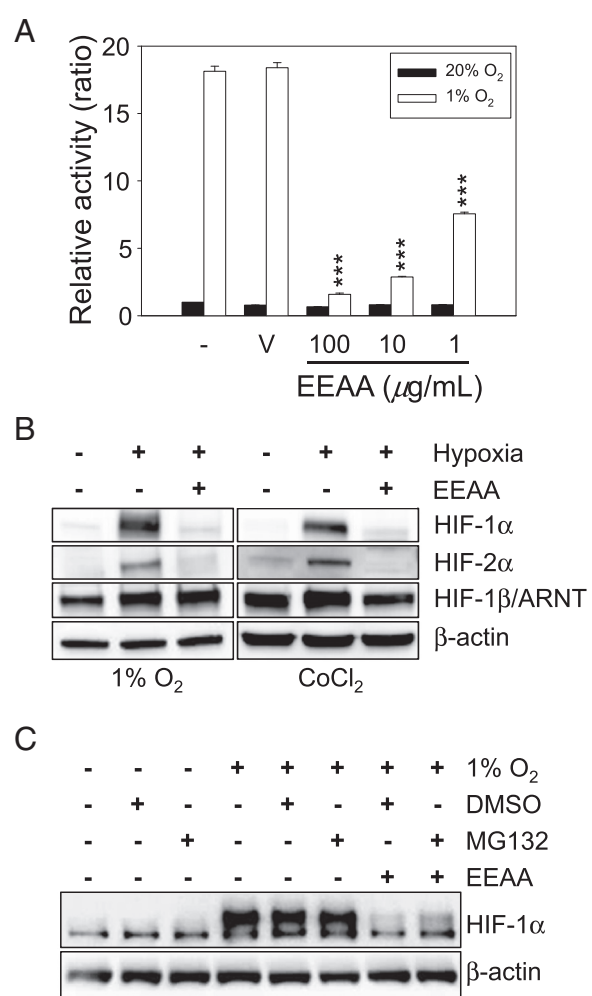 A
Relative activity (ratio)
20
15
10
5
0
20% O₂
1% O₂
***
***
***
- V 100 10 1
EEAA (μg/mL)
B
- + + - + + Hypoxia
- - + - - + EEAA
HIF-1α
HIF-2α
HIF-1β/ARNT
β-actin
1% O₂ CoCl₂
C
- - - + + + + + 1% O₂
- + - - + - + - DMSO
- - + - - + - + MG132
- - - - - - + + EEAA
HIF-1α
β-actin